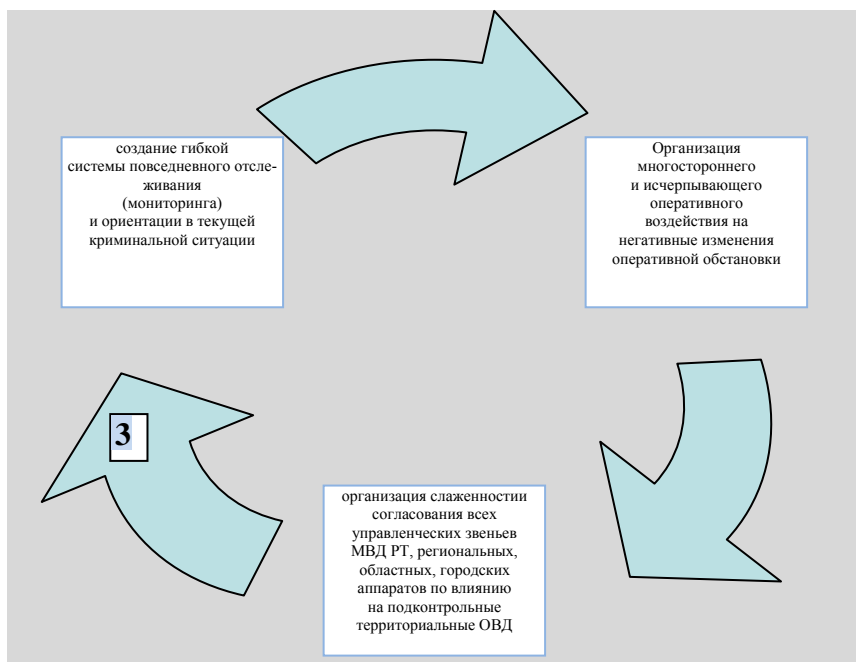 создание гибкой
системы повседневного отсле-
живания
(мониторинга)
и ориентации в текущей
криминальной ситуации
Организация
многостороннего
и исчерпывающего
оперативного
воздействия на
негативные изменения
оперативной обстановки
3
организация слаженностии
согласования всех
управленческих звеньев
МВД РТ, региональных,
областных, городских
аппаратов по влиянию
на подконтрольные
территориальные ОВД